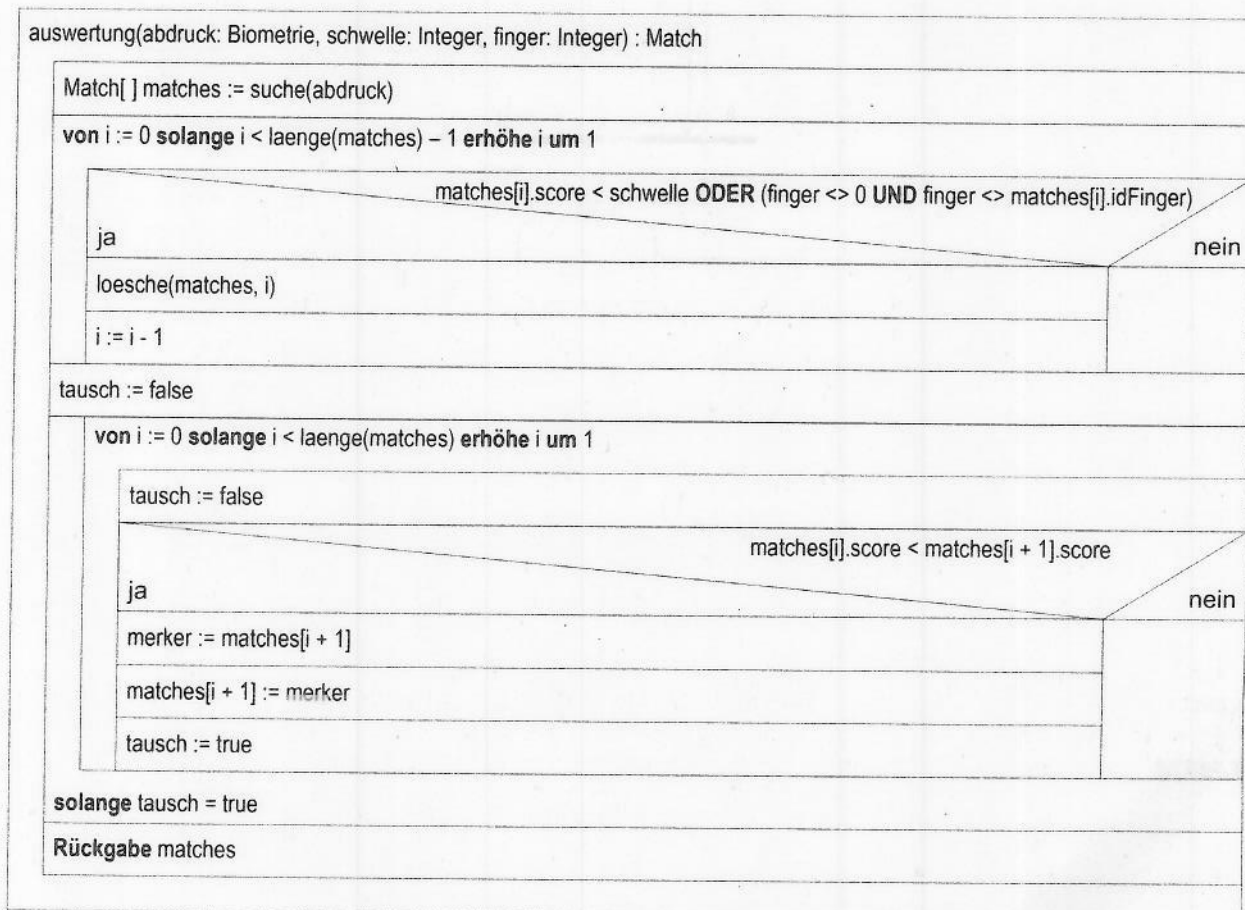 auswertung(abdruck: Biometrie, schwelle: Integer, finger: Integer) : Match
Match[ ] matches := suche(abdruck)
von i := 0 solange i < laenge(matches) – 1 erhöhe i um 1
matches[i].score < schwelle ODER (finger <> 0 UND finger <> matches[i].idFinger)
ja
nein
loesche(matches, i)
i := i - 1
tausch := false
von i := 0 solange i < laenge(matches) erhöhe i um 1
tausch := false
matches[i].score < matches[i + 1].score
ja
nein
merker := matches[i + 1]
matches[i + 1] := merker
tausch := true
solange tausch = true
Rückgabe matches